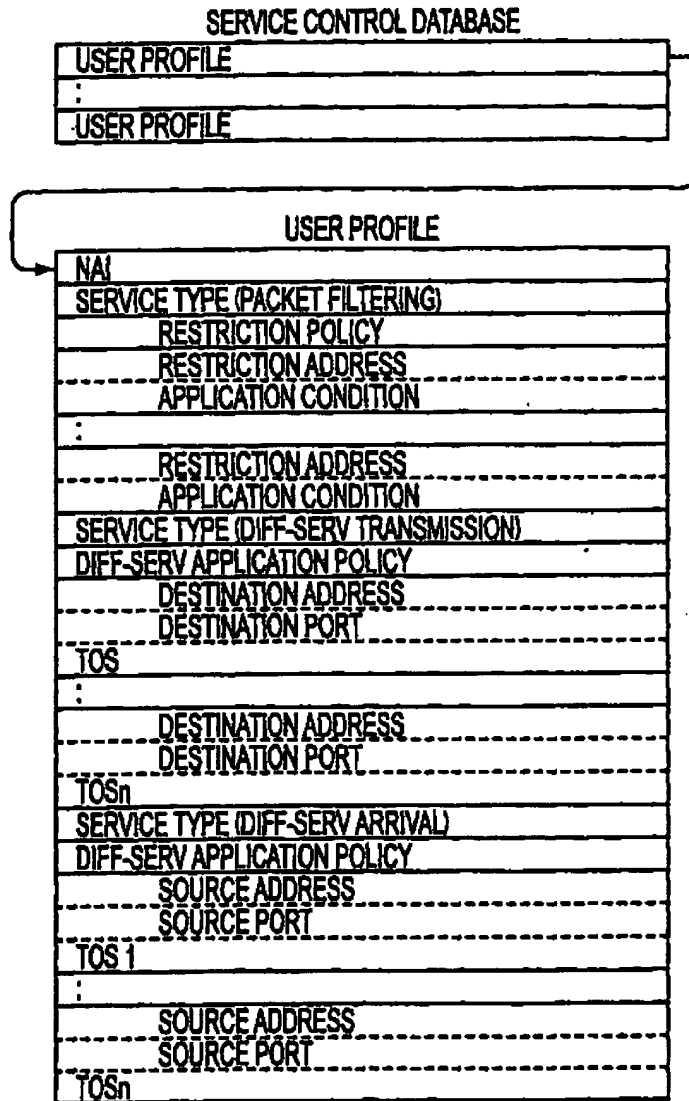 SERVICE CONTROL DATABASE
USER PROFILE
:
USER PROFILE
USER PROFILE
NAI
SERVICE TYPE (PACKET FILTERING)
RESTRICTION POLICY
RESTRICTION ADDRESS
APPLICATION CONDITION
:
RESTRICTION ADDRESS
APPLICATION CONDITION
SERVICE TYPE (DIFF-SERV TRANSMISSION)
DIFF-SERV APPLICATION POLICY
DESTINATION ADDRESS
DESTINATION PORT
TOS
:
DESTINATION ADDRESS
DESTINATION PORT
TOSn
SERVICE TYPE (DIFF-SERV ARRIVAL)
DIFF-SERV APPLICATION POLICY
SOURCE ADDRESS
SOURCE PORT
TOS 1
:
SOURCE ADDRESS
SOURCE PORT
TOSn